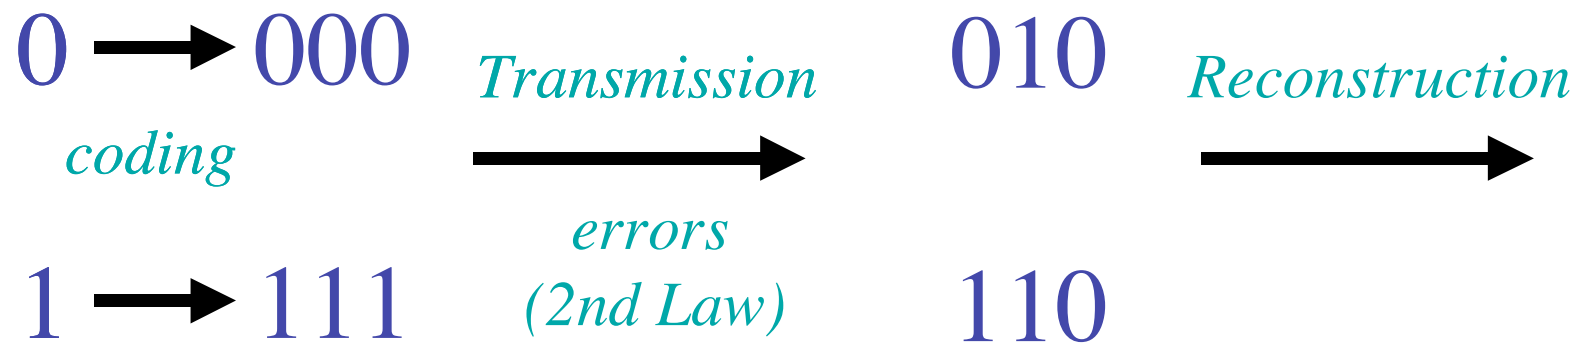 0 → 000
Transmission
010
Reconstruction
coding
errors
1 → 111
(2nd Law)
110